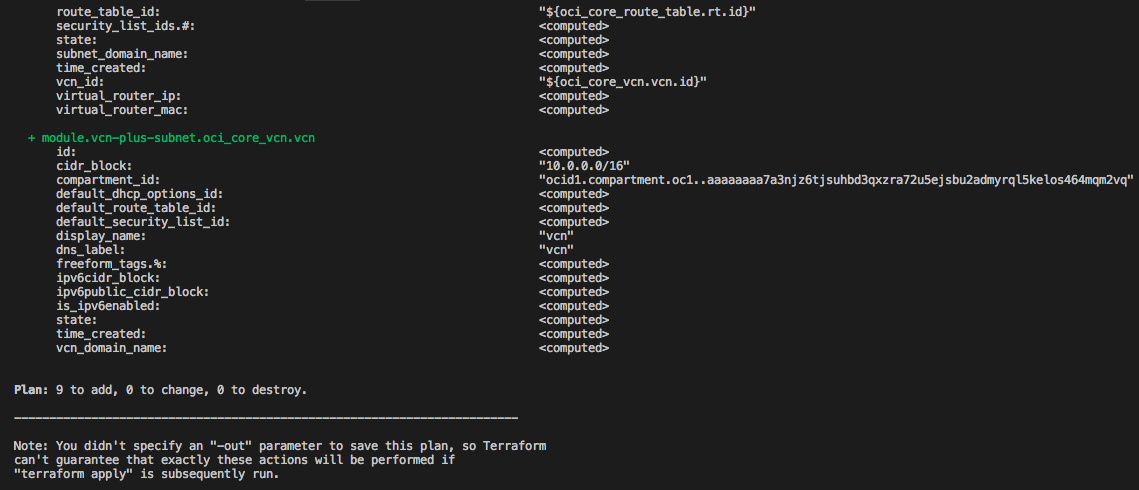 route_table_id: "${oci_core_route_table.rt.id}"
security_list_ids.#: <computed>
state: <computed>
subnet_domain_name: <computed>
time_created: <computed>
vcn_id: "${oci_core_vcn.vcn.id}"
virtual_router_ip: <computed>
virtual_router_mac: <computed>
+ module.vcn-plus-subnet.oci_core_vcn.vcn
id: <computed>
cidr_block: "10.0.0.0/16"
compartment_id: "ocid1.compartment.oc1..aaaaaaaa7a3njz6tjsuhbd3qxzra72u5ejsbu2admyrql5kelos464mqm2vq"
default_dhcp_options_id: <computed>
default_route_table_id: <computed>
default_security_list_id: <computed>
display_name: "vcn"
dns_label: "vcn"
freeform_tags.%: <computed>
ipv6cidr_block: <computed>
ipv6public_cidr_block: <computed>
is_ipv6enabled: <computed>
state: <computed>
time_created: <computed>
vcn_domain_name: <computed>
Plan: 9 to add, 0 to change, 0 to destroy.
------------------------------------------------------------------------
Note: You didn't specify an "-out" parameter to save this plan, so Terraform
can't guarantee that exactly these actions will be performed if
"terraform apply" is subsequently run.